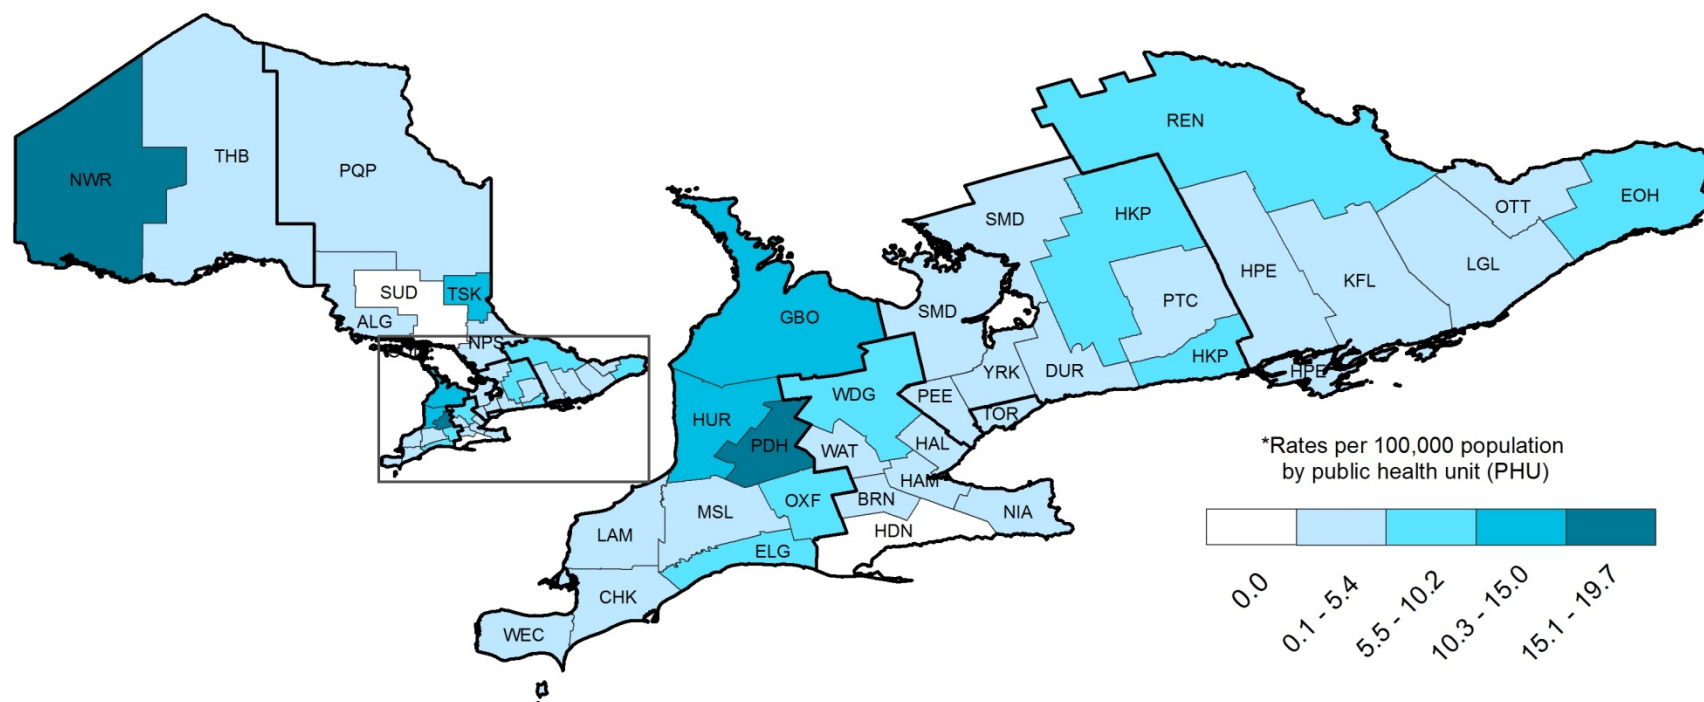 NWR
THB
PQP
SUD
TSK
ALG
NPS
REN
SMD
HKP
OTT
EOH
HPE
KFL
LGL
PTC
GBO
SMD
HKP
HPE
YRK
DUR
WDG
PEE
HUR
TOR
PDH
WAT
HAL
HAM
OXF
BRN
NIA
MSL
HDN
LAM
ELG
CHK
WEC
*Rates per 100,000 population
by public health unit (PHU)
0.0
0.1 - 5.4
5.5 - 10.2
10.3 - 15.0
15.1 - 19.7